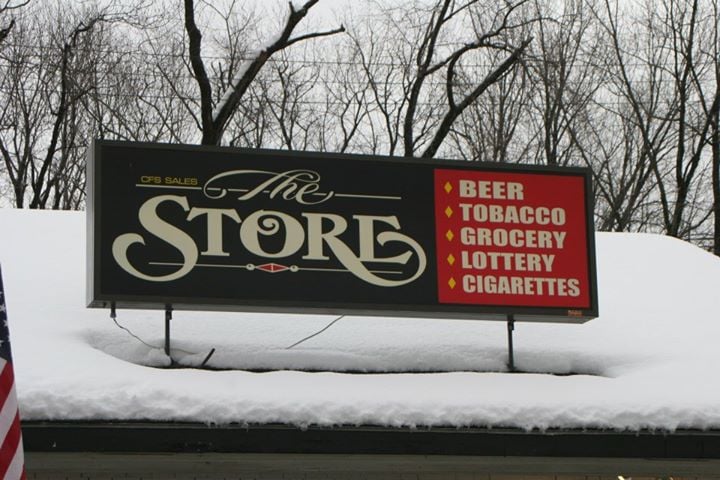 CFS SALES
The
STORE
BEER
TOBACCO
GROCERY
LOTTERY
CIGARETTES